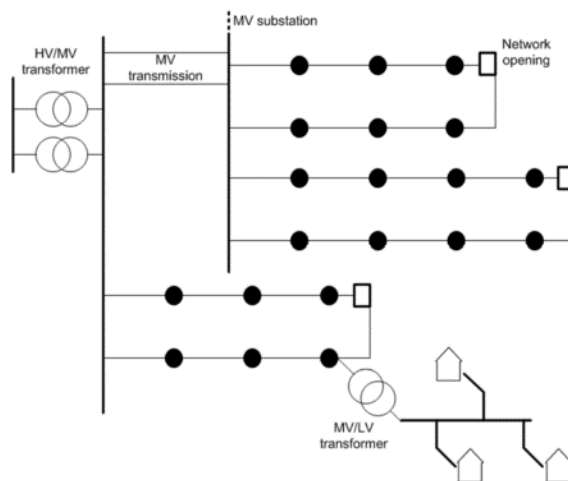 MV substation
HV/MV
transformer
MV
transmission
Network
opening
MV/LV
transformer